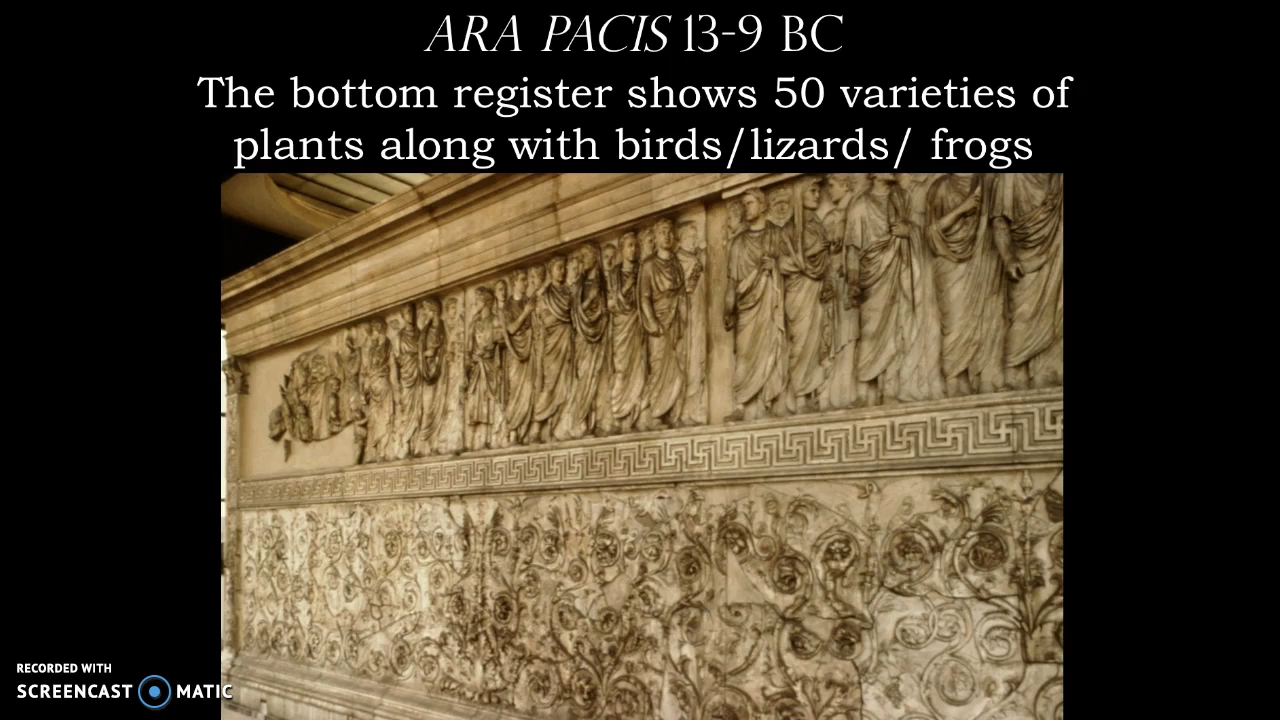 ARA PACIS 13-9 BC
The bottom register shows 50 varieties of
plants along with birds/lizards/ frogs
RECORDED WITH
SCREENCAST MATIC